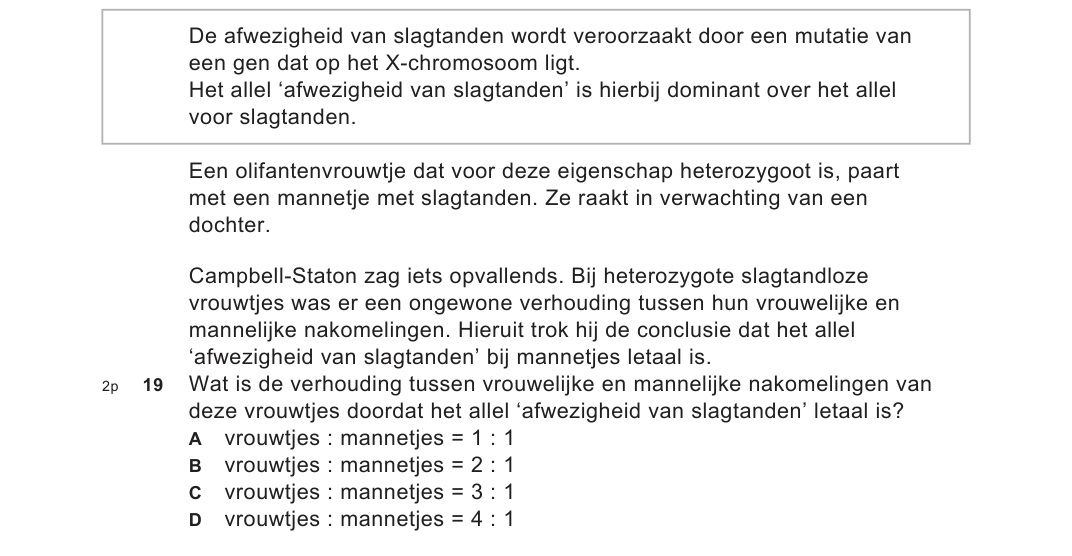 De afwezigheid van slagtanden wordt veroorzaakt door een mutatie van
een gen dat op het X-chromosoom ligt.
Het allel ‘afwezigheid van slagtanden’ is hierbij dominant over het allel
voor slagtanden.
Een olifantenvrouwtje dat voor deze eigenschap heterozygoot is, paart
met een mannetje met slagtanden. Ze raakt in verwachting van een
dochter.
Campbell-Staton zag iets opvallends. Bij heterozygote slagtandloze
vrouwtjes was er een ongewone verhouding tussen hun vrouwelijke en
mannelijke nakomelingen. Hieruit trok hij de conclusie dat het allel
‘afwezigheid van slagtanden’ bij mannetjes letaal is.
2p 19 Wat is de verhouding tussen vrouwelijke en mannelijke nakomelingen van
deze vrouwtjes doordat het allel ‘afwezigheid van slagtanden’ letaal is?
A vrouwtjes : mannetjes = 1 : 1
B vrouwtjes : mannetjes = 2 : 1
C vrouwtjes : mannetjes = 3 : 1
D vrouwtjes : mannetjes = 4 : 1